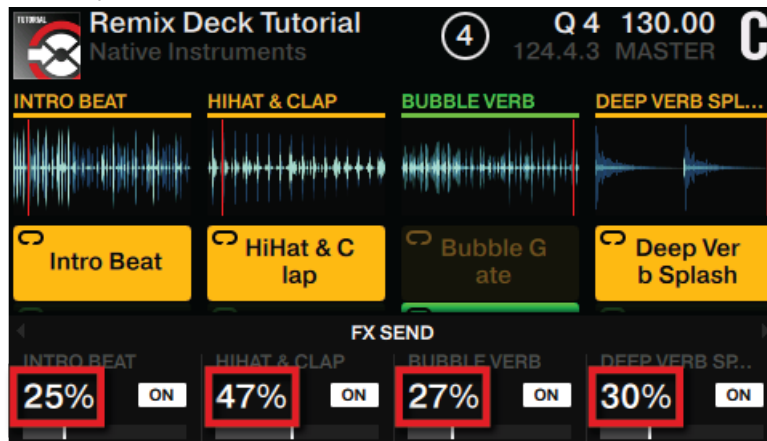 TUTORIAL
Remix Deck Tutorial
Native Instruments
4
Q 4 130.00
124.4.3 MASTER
C
INTRO BEAT HIHAT & CLAP BUBBLE VERB DEEP VERB SPL...
Intro Beat
HiHat & C
lap
Bubble G
ate
Deep Ver
b Splash
FX SEND
INTRO BEAT HIHAT & CLAP BUBBLE VERB DEEP VERB SP...
25% ON 47% ON 27% ON 30% ON